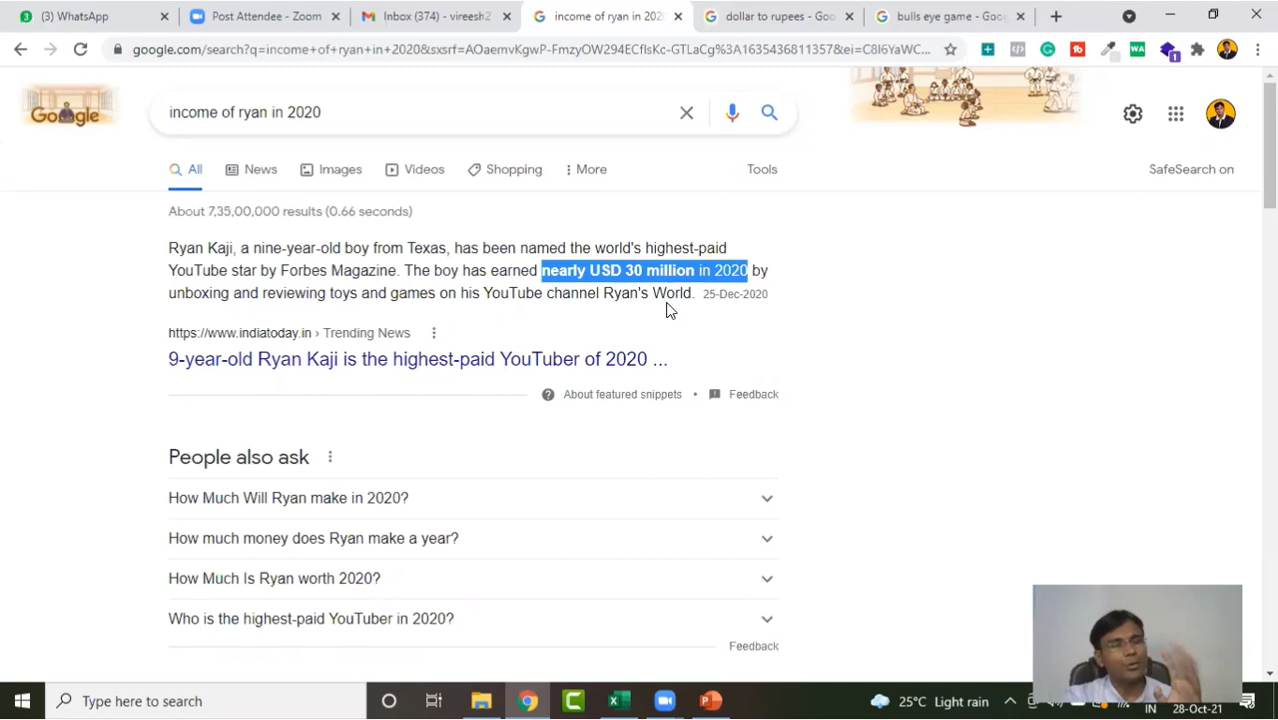 (3) WhatsApp
Post Attendee - Zoom
Inbox (374) - vireesh2
income of ryan in 2020
dollar to rupees - Goo
bulls eye game - Goog
google.com/search?q=income+of+ryan+in+2020&sxsrf=AOaemvKgwP-FmzyOW294ECfIsKc-GTLaCg%3A1635436811357&ei=C8I6YaWC...
Google
income of ryan in 2020
All
News
Images
Videos
Shopping
More
Tools
SafeSearch on
About 7,35,00,000 results (0.66 seconds)
Ryan Kaji, a nine-year-old boy from Texas, has been named the world's highest-paid
YouTube star by Forbes Magazine. The boy has earned nearly USD 30 million in 2020 by
unboxing and reviewing toys and games on his YouTube channel Ryan's World. 25-Dec-2020
https://www.indiatoday.in › Trending News
9-year-old Ryan Kaji is the highest-paid YouTuber of 2020 ...
About featured snippets • Feedback
People also ask
How Much Will Ryan make in 2020?
How much money does Ryan make a year?
How Much Is Ryan worth 2020?
Who is the highest-paid YouTuber in 2020?
Feedback
Type here to search
25°C Light rain
IN
28-Oct-21